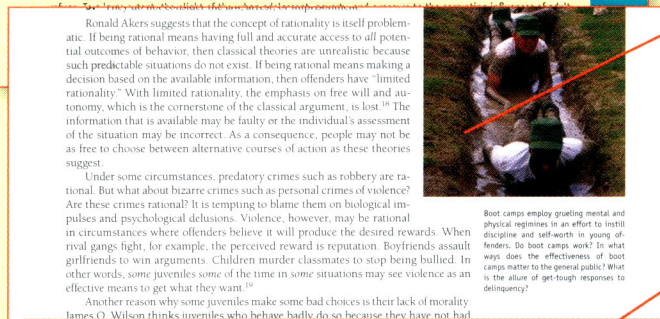 Ronald Akers suggests that the concept of rationality is itself problem-
atic. If being rational means having full and accurate access to all poten-
tial outcomes of behavior, then classical theories are unrealistic because
such predictable situations do not exist. If being rational means making a
decision based on the available information, then offenders have "limited
rationality." With limited rationality, the emphasis on free will and au-
tonomy, which is the cornerstone of the classical argument, is lost.18 The
information that is available may be faulty or the individual's assessment
of the situation may be incorrect. As a consequence, people may not be
as free to choose between alternative courses of action as these theories
suggest.
Under some circumstances, predatory crimes such as robbery are ra-
tional. But what about bizarre crimes such as personal crimes of violence?
Are these crimes rational? It is tempting to blame them on biological im-
pulses and psychological delusions. Violence, however, may be rational
in circumstances where offenders believe it will produce the desired rewards. When
rival gangs fight, for example, the perceived reward is reputation. Boyfriends assault
girlfriends to win arguments. Children murder classmates to stop being bullied. In
other words, some juveniles some of the time in some situations may see violence as an
effective means to get what they want.19
Another reason why some juveniles make some bad choices is their lack of morality.
James Q. Wilson thinks juveniles who behave badly do so because they have not had
Boot camps employ grueling mental and
physical regimines in an effort to instill
discipline and self-worth in young of-
fenders. Do boot camps work? In what
ways does the effectiveness of boot
camps matter to the general public? What
is the allure of get-tough responses to
delinquency?